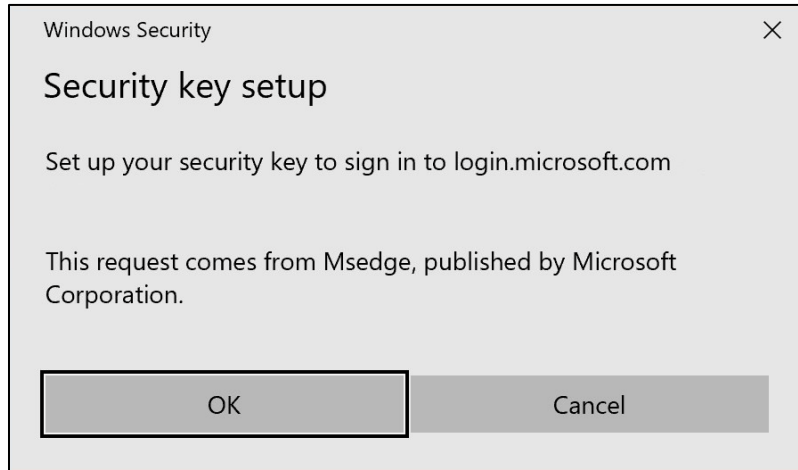 Windows Security
Security key setup
Set up your security key to sign in to login.microsoft.com
This request comes from Msedge, published by Microsoft
Corporation.
OK
Cancel